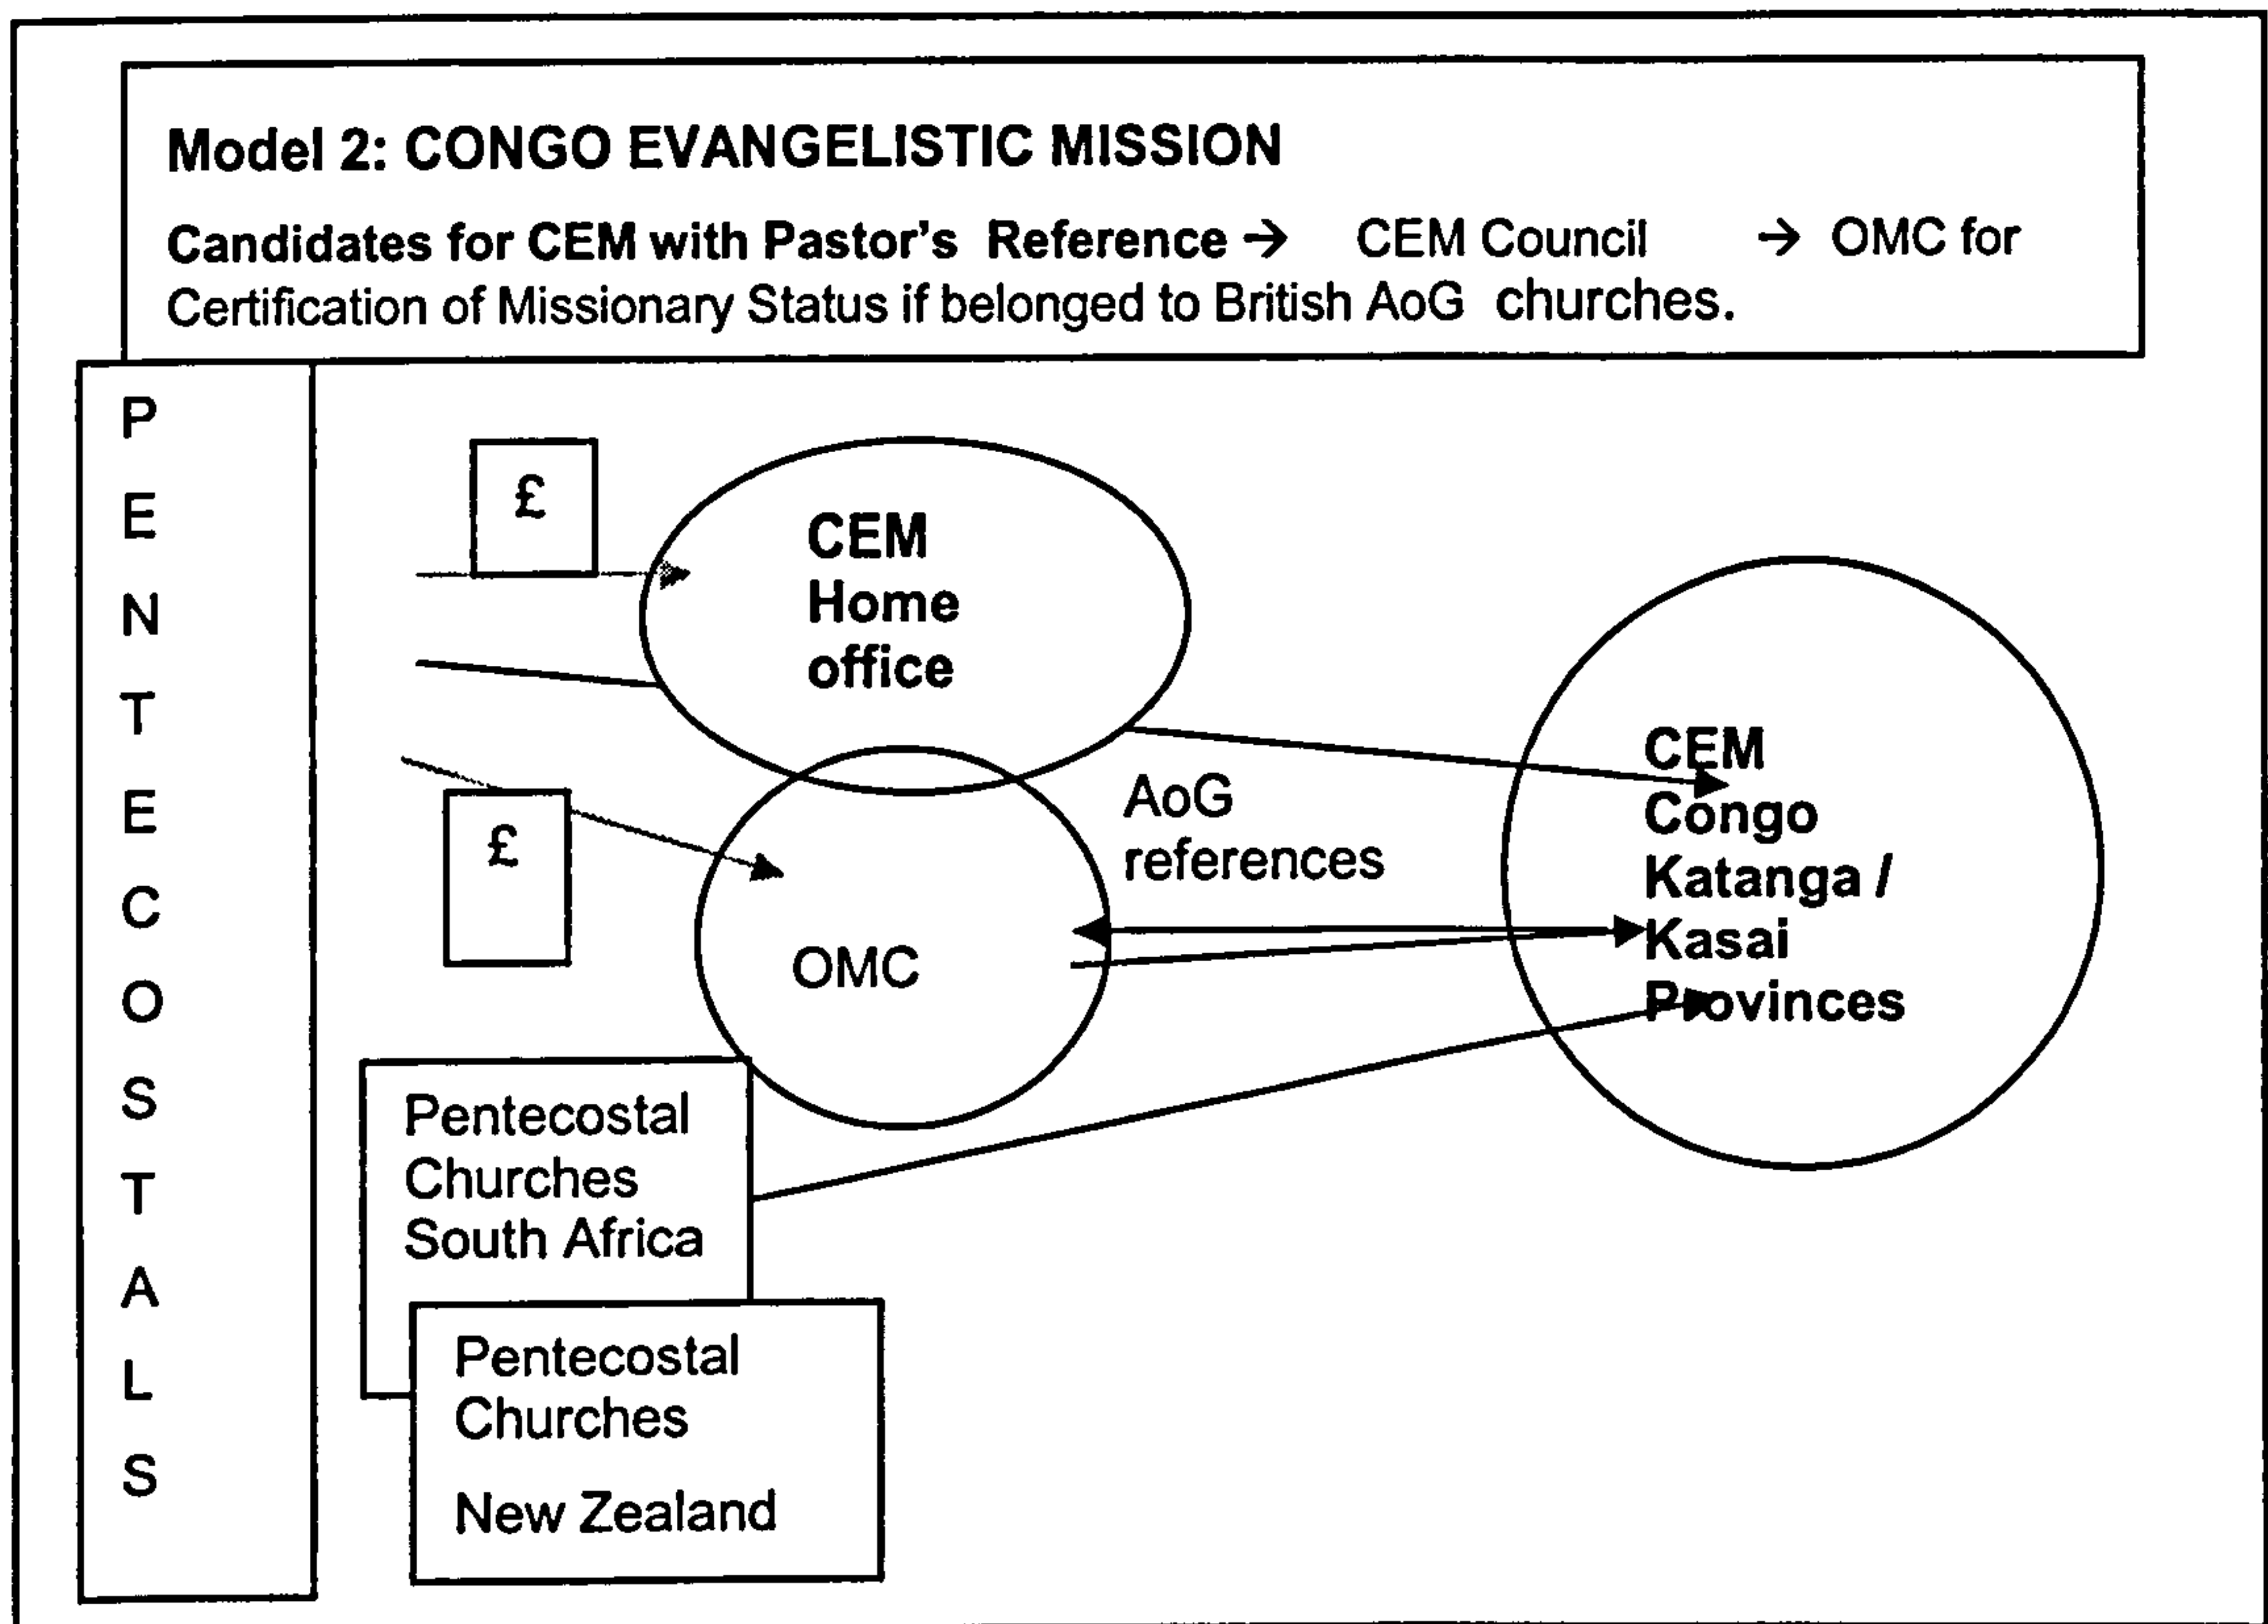 Model 2: CONGO EVANGELISTIC MISSION
Candidates for CEM with Pastor's Reference → CEM Council → OMC for
Certification of Missionary Status if belonged to British AoG churches.
P
E
N
T
E
C
O
S
T
A
L
S
£
CEM
Home
office
£
OMC
AoG
references
CEM
Congo
Katanga /
Kasai
Provinces
Pentecostal
Churches
South Africa
Pentecostal
Churches
New Zealand